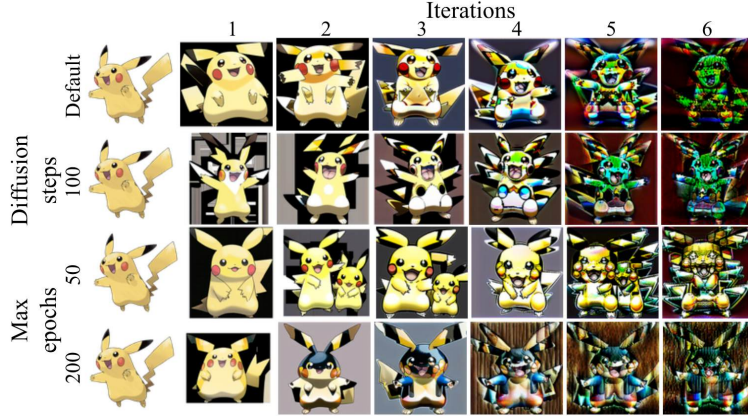 Iterations
1 2 3 4 5 6
Default
Diffusion
steps
100
Max
epochs
50
200